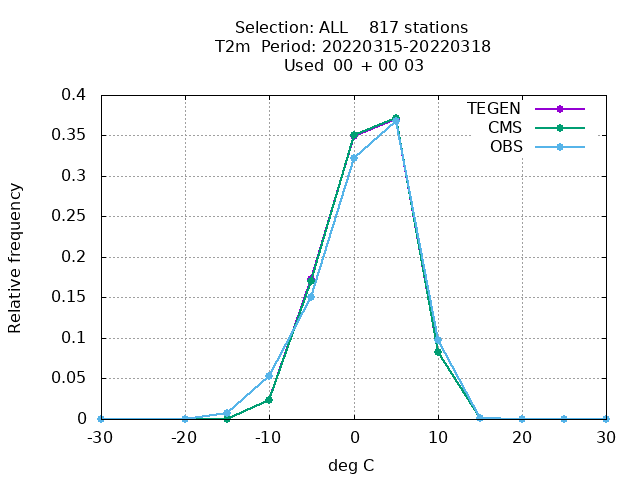 Selection: ALL    817 stations
T2m  Period: 20220315-20220318
Used  00 + 00 03
TEGEN
CMS
OBS
0.4
0.35
0.3
0.25
0.2
0.15
0.1
0.05
0
-30 -20 -10 0 10 20 30
Relative frequency
deg C